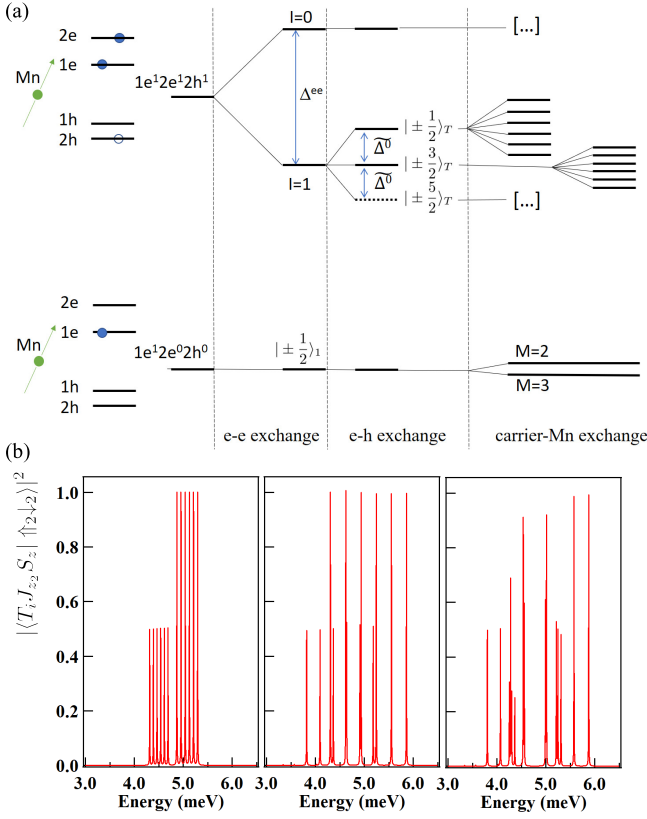 (a)
2e
1e
Mn
1h
2h
1e¹2e¹2h¹
I=0
Δᵉᵉ
I=1
|±1/2⟩_T
Δ̃⁰
|±3/2⟩_T
Δ̃⁰
|±5/2⟩_T
[...]
[...]
2e
1e
Mn
1h
2h
1e¹2e⁰2h⁰
|±1/2⟩₁
M=2
M=3
e-e exchange
e-h exchange
carrier-Mn exchange
(b)
|⟨T_i J_{z_2} S_z|⇑₂↓₂⟩|²
1.0
0.8
0.6
0.4
0.2
0.0
3.0 4.0 5.0 6.0
Energy (meV)
3.0 4.0 5.0 6.0
Energy (meV)
3.0 4.0 5.0 6.0
Energy (meV)